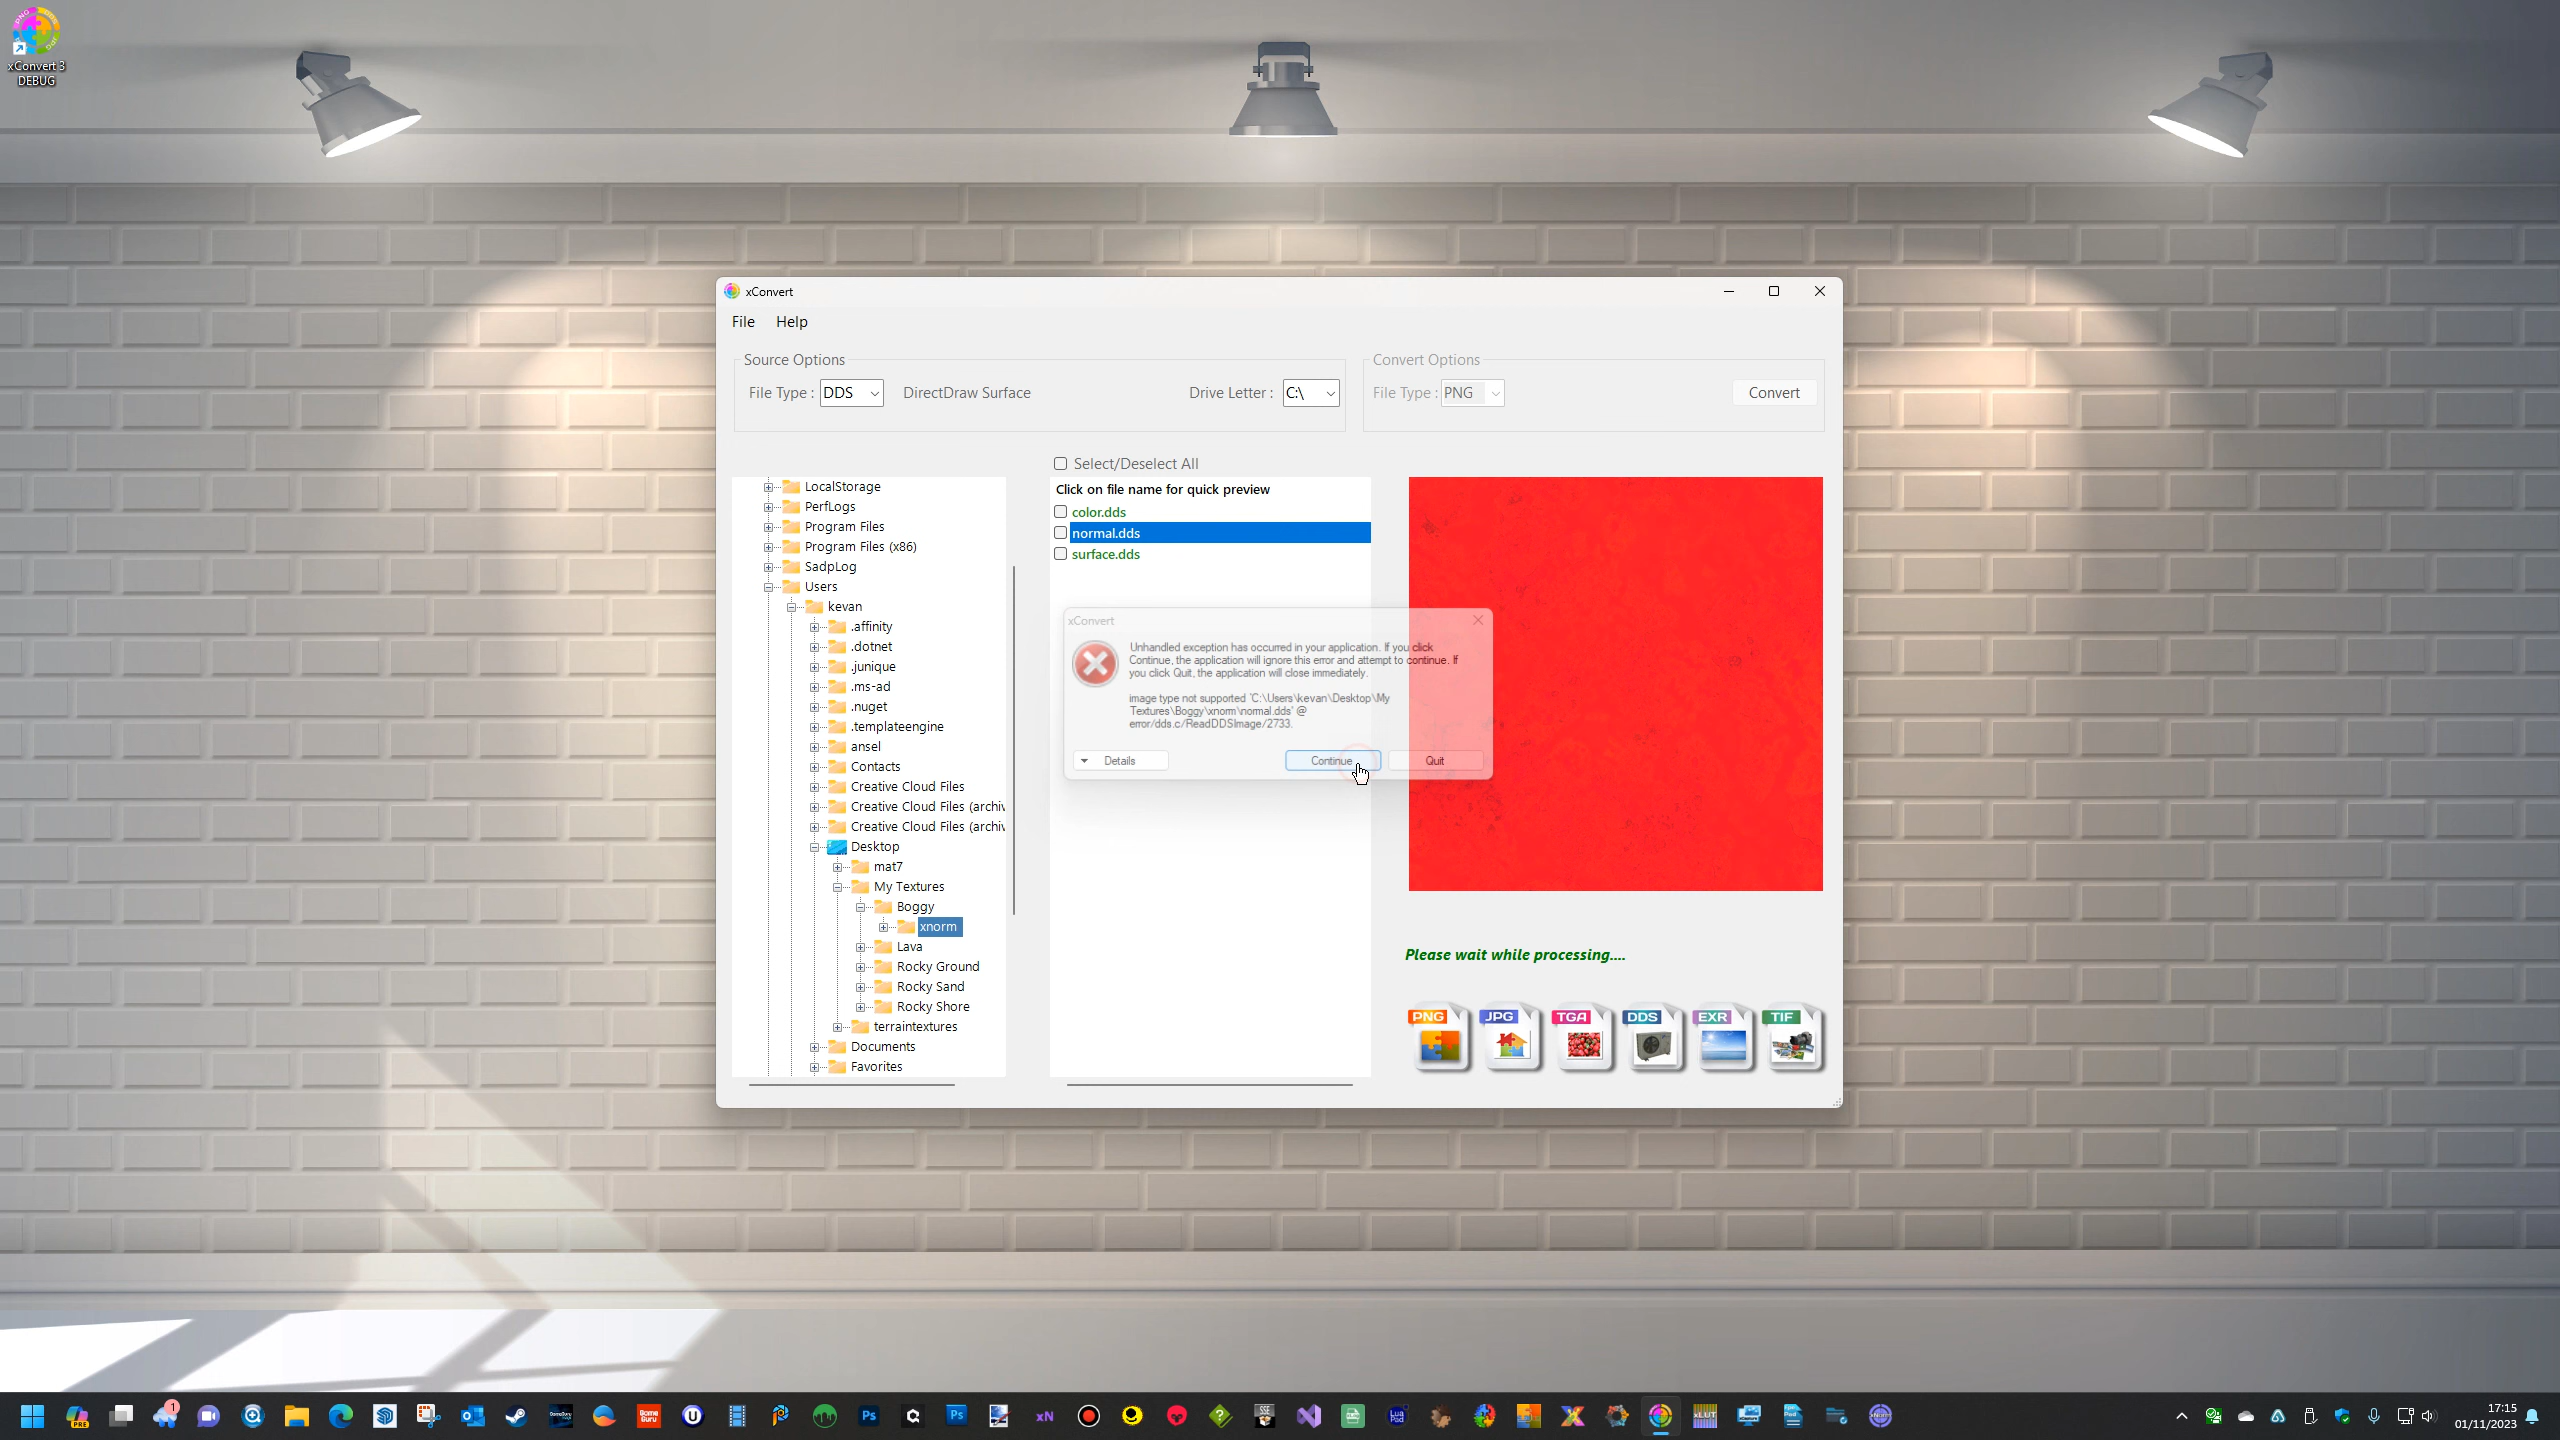 xConvert 3
DEBUG
xConvert
File Help
Source Options
File Type : DDS DirectDraw Surface Drive Letter : C:\
Convert Options
File Type : PNG Convert
Select/Deselect All
LocalStorage
PerfLogs
Program Files
Program Files (x86)
SadpLog
Users
kevan
.affinity
.dotnet
.junique
.ms-ad
.nuget
.templateengine
ansel
Contacts
Creative Cloud Files
Creative Cloud Files (archiv
Creative Cloud Files (archiv
Desktop
mat7
My Textures
Boggy
xnorm
Lava
Rocky Ground
Rocky Sand
Rocky Shore
terraintextures
Documents
Favorites
Click on file name for quick preview
color.dds
normal.dds
surface.dds
xConvert
Unhandled exception has occurred in your application. If you click
Continue, the application will ignore this error and attempt to continue. If
you click Quit, the application will close immediately.
image type not supported 'C:\Users\kevan\Desktop\My
Textures\Boggy\xnorm\normal.dds' @
error/dds.c/ReadDDSImage/2733.
Details Continue Quit
Please wait while processing....
PNG JPG TGA DDS EXR TIF
17:15
01/11/2023